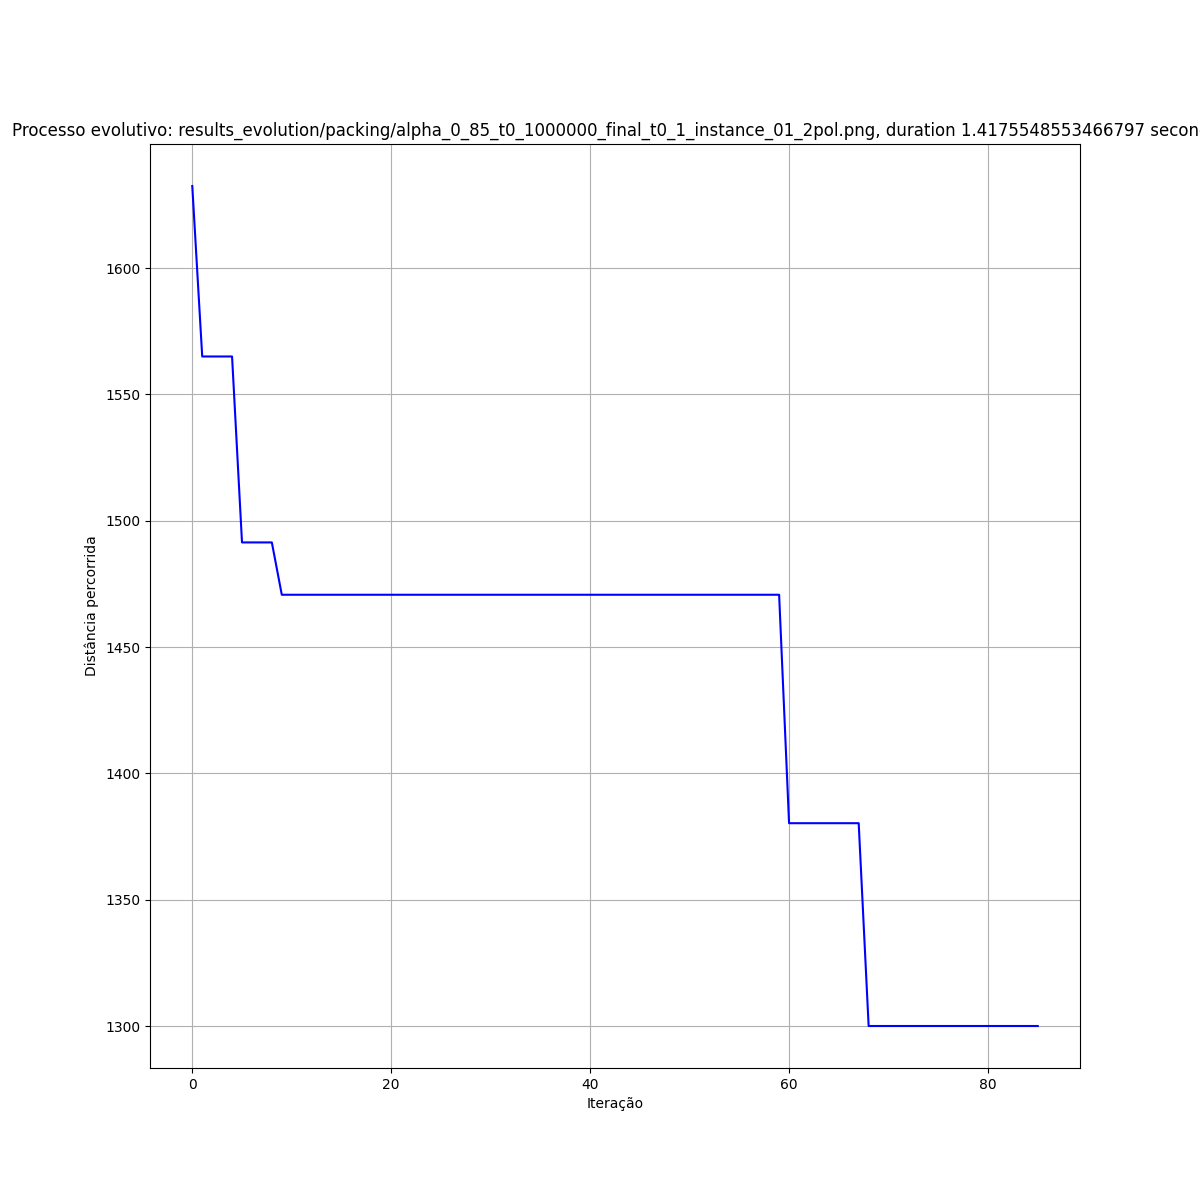 Processo evolutivo: results_evolution/packing/alpha_0_85_t0_1000000_final_t0_1_instance_01_2pol.png, duration 1.4175548553466797 secon
1600
1550
1500
1450
1400
1350
1300
Distância percorrida
0 20 40 60 80
Iteração